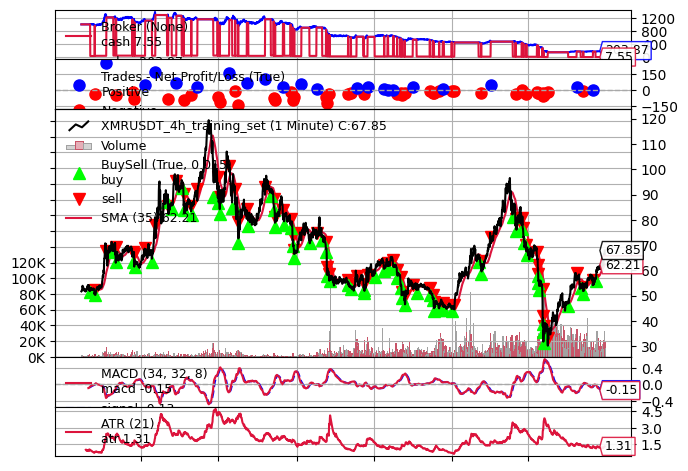 Broker (None)
cash 7.55
1200
800
0
7.55
Trades - Net Profit/Loss (True)
Positive
150
0
−150
XMRUSDT_4h_training_set (1 Minute) C:67.85
Volume
BuySell (True, 0.015)
buy
sell
SMA (35) 62.21
120
110
100
90
80
70
67.85
62.21
60
50
40
30
120K
100K
80K
60K
40K
20K
0K
MACD (34, 32, 8)
macd -0.15
0.4
0.0
-0.15
−0.4
ATR (21)
atr 1.31
4.5
3.0
1.5
1.31